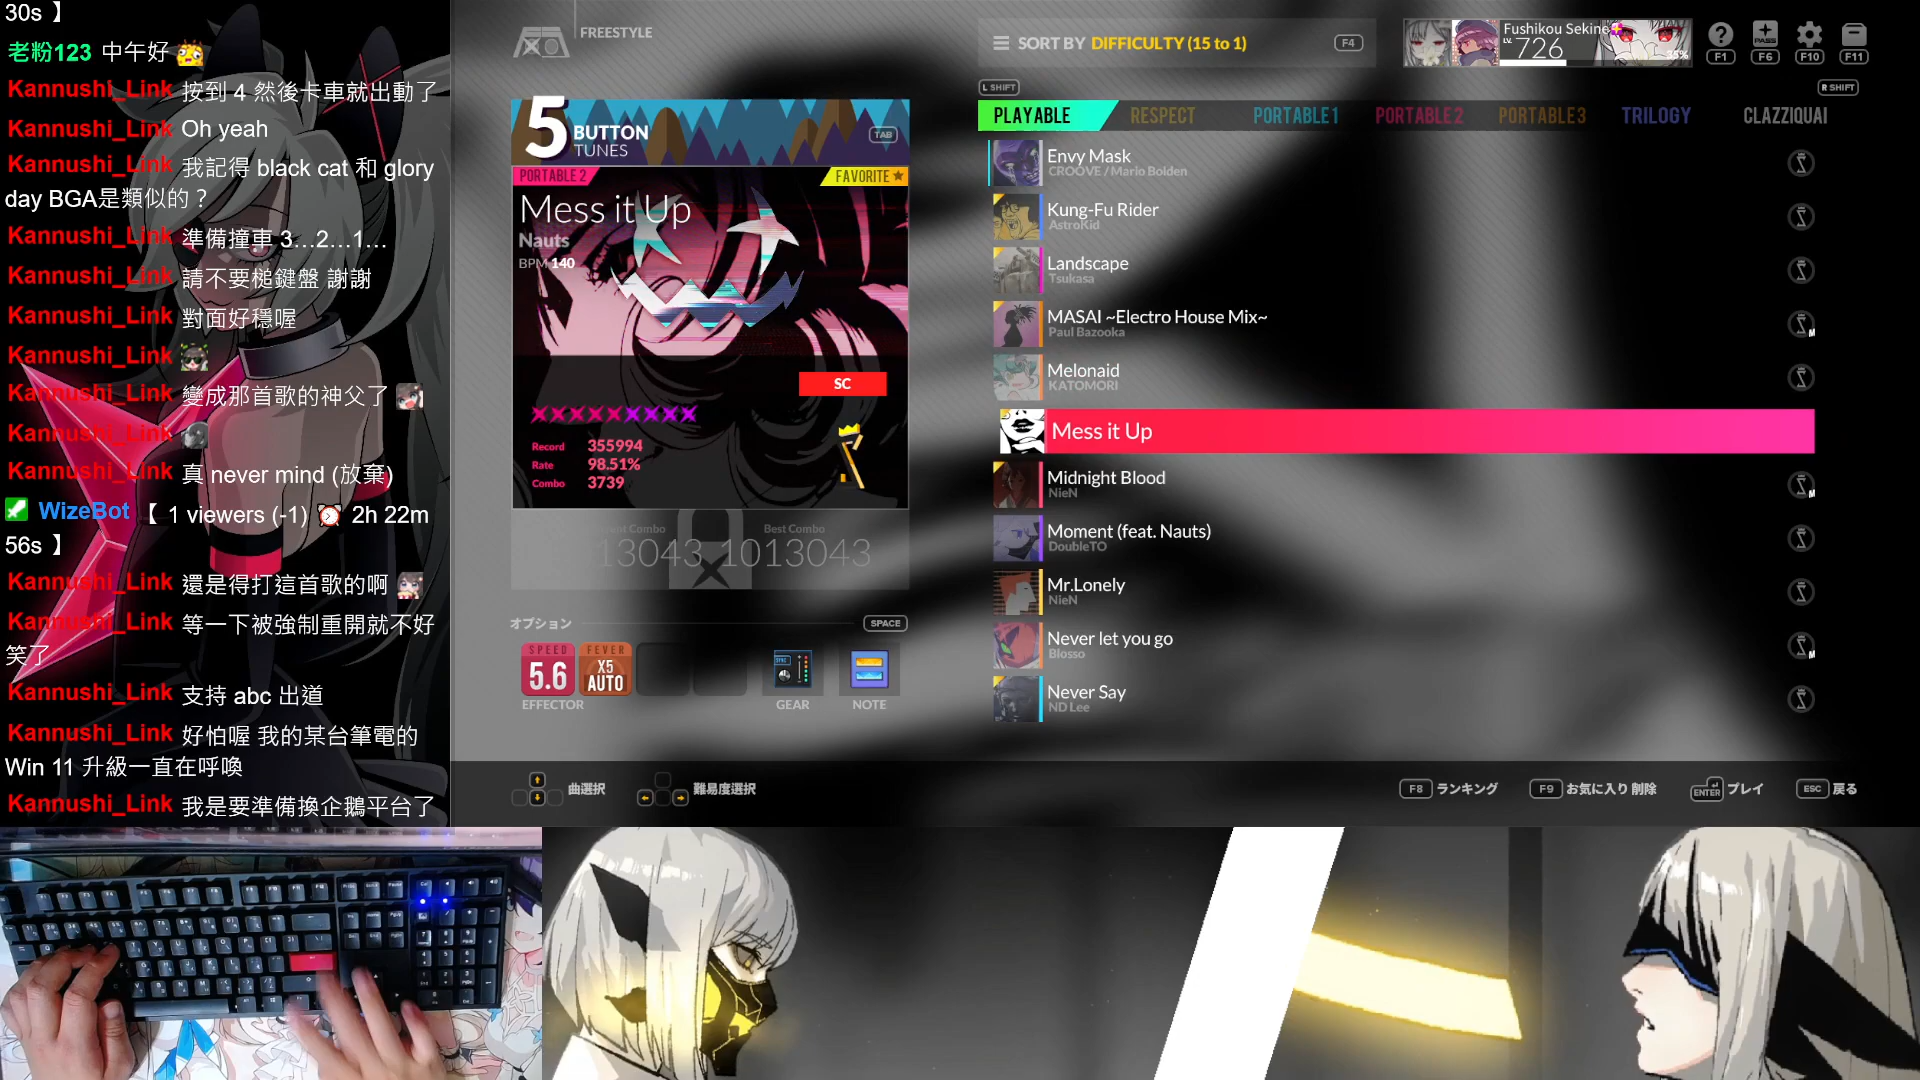 30s 】
老粉123 中午好
Kannushi_Link 按到 4 然後卡車就出動了
Kannushi_Link Oh yeah
Kannushi_Link 我記得 black cat 和 glory
day BGA是類似的？
Kannushi_Link 準備撞車 3…2…1…
Kannushi_Link 請不要槌鍵盤 謝謝
Kannushi_Link 對面好穩喔
Kannushi_Link
Kannushi_Link 變成那首歌的神父了
Kannushi_Link
Kannushi_Link 真 never mind (放棄)
WizeBot 【 1 viewers (-1) ⏰ 2h 22m
56s 】
Kannushi_Link 還是得打這首歌的啊
Kannushi_Link 等一下被強制重開就不好
笑了
Kannushi_Link 支持 abc 出道
Kannushi_Link 好怕喔 我的某台筆電的
Win 11 升級一直在呼喚
Kannushi_Link 我是要準備換企鵝平台了
FREESTYLE
SORT BY DIFFICULTY (15 to 1)
F4
Fushikou Sekine
LV. 726
35%
F1
PASS
F6
F10
F11
L SHIFT
R SHIFT
PLAYABLE
RESPECT
PORTABLE1
PORTABLE2
PORTABLE3
TRILOGY
CLAZZIQUAI
5 BUTTON
TUNES
TAB
PORTABLE 2
FAVORITE
Mess it Up
Nauts
BPM 140
SC
Record 355994
Rate 98.51%
Combo 3739
Best Combo
1013043
オプション
SPACE
SPEED
5.6
FEVER
X5
AUTO
EFFECTOR
GEAR
NOTE
Envy Mask
CROOVE / Mario Bolden
Kung-Fu Rider
AstroKid
Landscape
Tsukasa
MASAI ~Electro House Mix~
Paul Bazooka
M
Melonaid
KATOMORI
Mess it Up
Midnight Blood
NieN
M
Moment (feat. Nauts)
DoubleTO
Mr.Lonely
NieN
Never let you go
Blosso
M
Never Say
ND Lee
曲選択
難易度選択
F8 ランキング
F9 お気に入り削除
ENTER プレイ
ESC 戻る